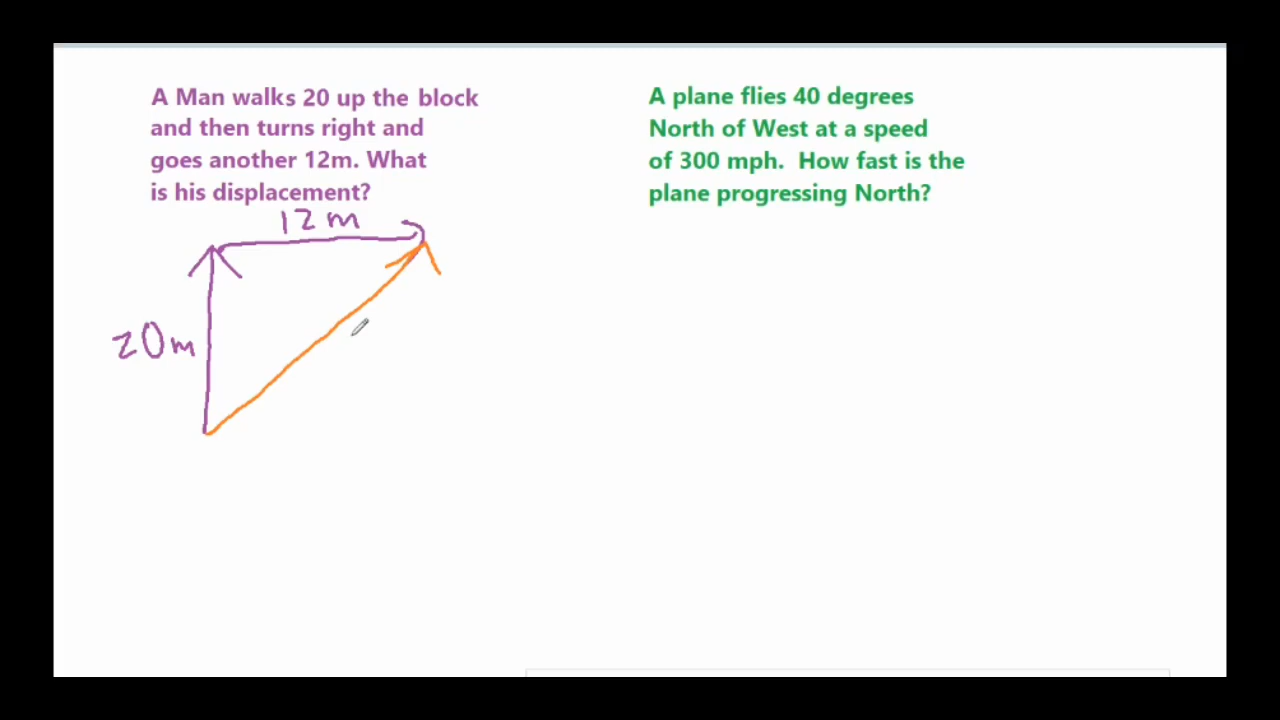 A Man walks 20 up the block
and then turns right and
goes another 12m. What
is his displacement?
12 m
20m
A plane flies 40 degrees
North of West at a speed
of 300 mph.  How fast is the
plane progressing North?